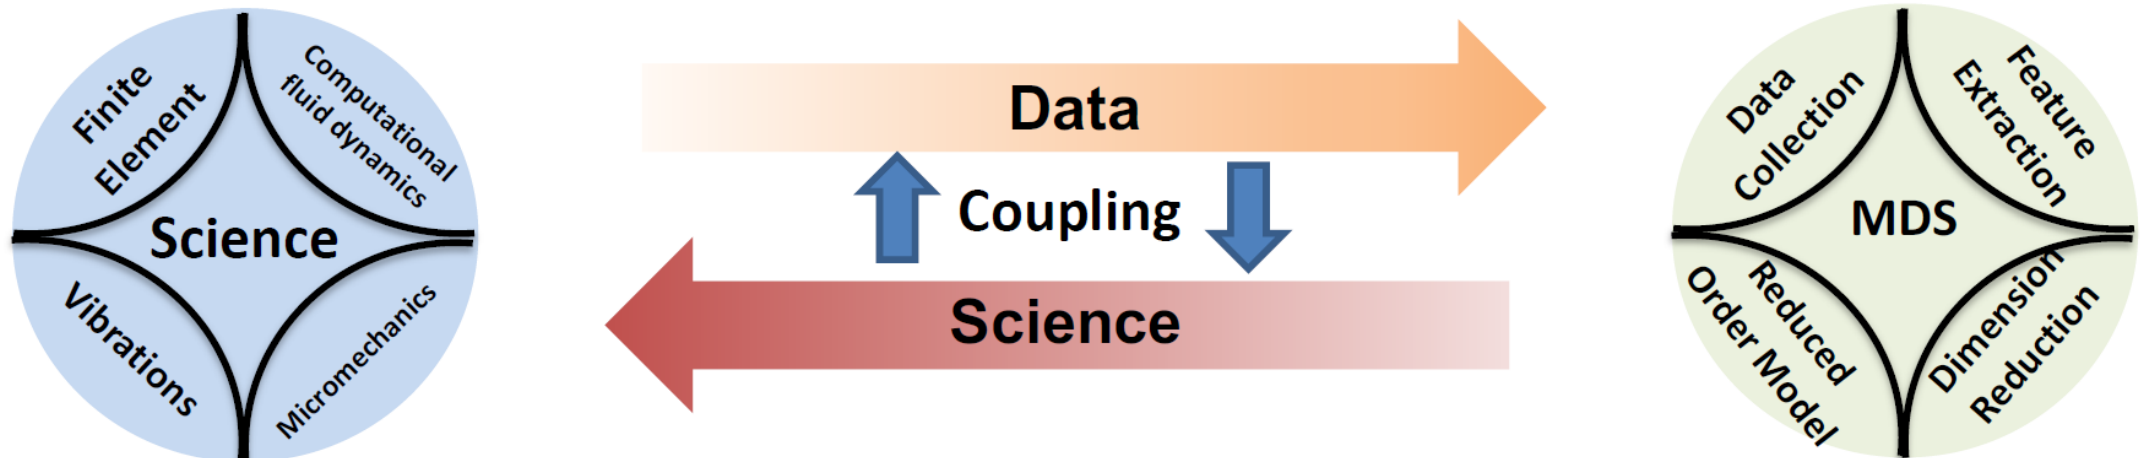 Finite
Element
Computational
fluid dynamics
Science
Vibrations
Micromechanics
Data
Coupling
Science
Data
Collection
Feature
Extraction
MDS
Reduced
Order Model
Dimension
Reduction